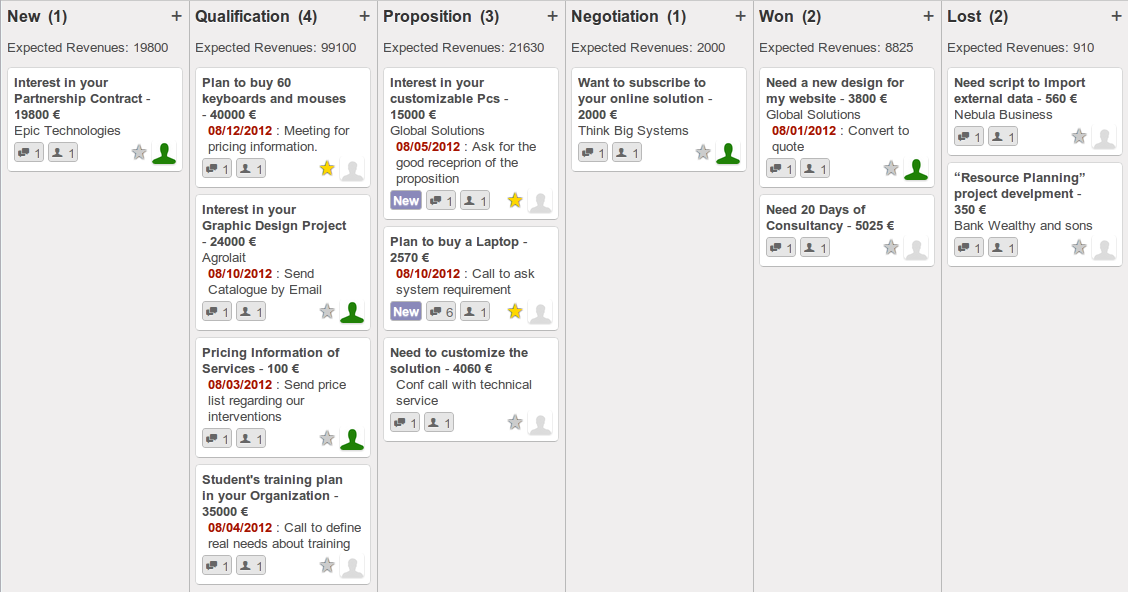 New (1) +
Expected Revenues: 19800
Interest in your
Partnership Contract -
19800 €
Epic Technologies
1 1
Qualification (4) +
Expected Revenues: 99100
Plan to buy 60
keyboards and mouses
- 40000 €
08/12/2012 : Meeting for
pricing information.
1 1
Interest in your
Graphic Design Project
- 24000 €
Agrolait
08/10/2012 : Send
Catalogue by Email
1 1
Pricing Information of
Services - 100 €
08/03/2012 : Send price
list regarding our
interventions
1 1
Student's training plan
in your Organization -
35000 €
08/04/2012 : Call to define
real needs about training
1 1
Proposition (3) +
Expected Revenues: 21630
Interest in your
customizable Pcs -
15000 €
Global Solutions
08/05/2012 : Ask for the
good receprion of the
proposition
New 1 1
Plan to buy a Laptop -
2570 €
08/10/2012 : Call to ask
system requirement
New 6 1
Need to customize the
solution - 4060 €
Conf call with technical
service
1 1
Negotiation (1) +
Expected Revenues: 2000
Want to subscribe to
your online solution -
2000 €
Think Big Systems
1 1
Won (2) +
Expected Revenues: 8825
Need a new design for
my website - 3800 €
Global Solutions
08/01/2012 : Convert to
quote
1 1
Need 20 Days of
Consultancy - 5025 €
1 1
Lost (2) +
Expected Revenues: 910
Need script to Import
external data - 560 €
Nebula Business
1 1
“Resource Planning”
project develpment -
350 €
Bank Wealthy and sons
1 1